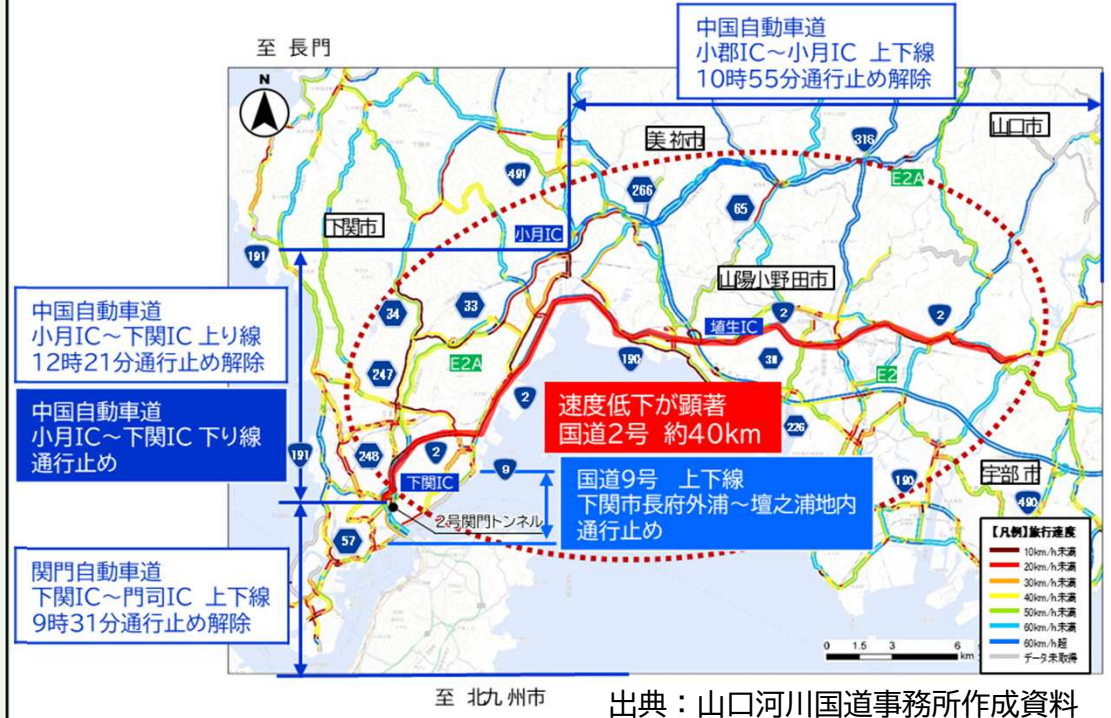 至 長門
中国自動車道
小郡IC～小月IC 上下線
10時55分通行止め解除
N
美祢市
山口市
316
491
266
E2A
65
下関市
小月IC
191
山陽小野田市
中国自動車道
小月IC～下関IC 上り線
12時21分通行止め解除
34
33
2
2
埴生IC
190
31
247
E2A
E2
2
速度低下が顕著
国道2号 約40km
226
中国自動車道
小月IC～下関IC 下り線
通行止め
191
248
2
9
下関IC
国道9号 上下線
下関市長府外浦～壇之浦地内
通行止め
190
宇部市
490
2号関門トンネル
57
関門自動車道
下関IC～門司IC 上下線
9時31分通行止め解除
【凡例】旅行速度
10km/h未満
20km/h未満
30km/h未満
40km/h未満
50km/h未満
60km/h未満
60km/h超
データ未取得
0 1.5 3 6
km
至 北九州市
出典：山口河川国道事務所作成資料